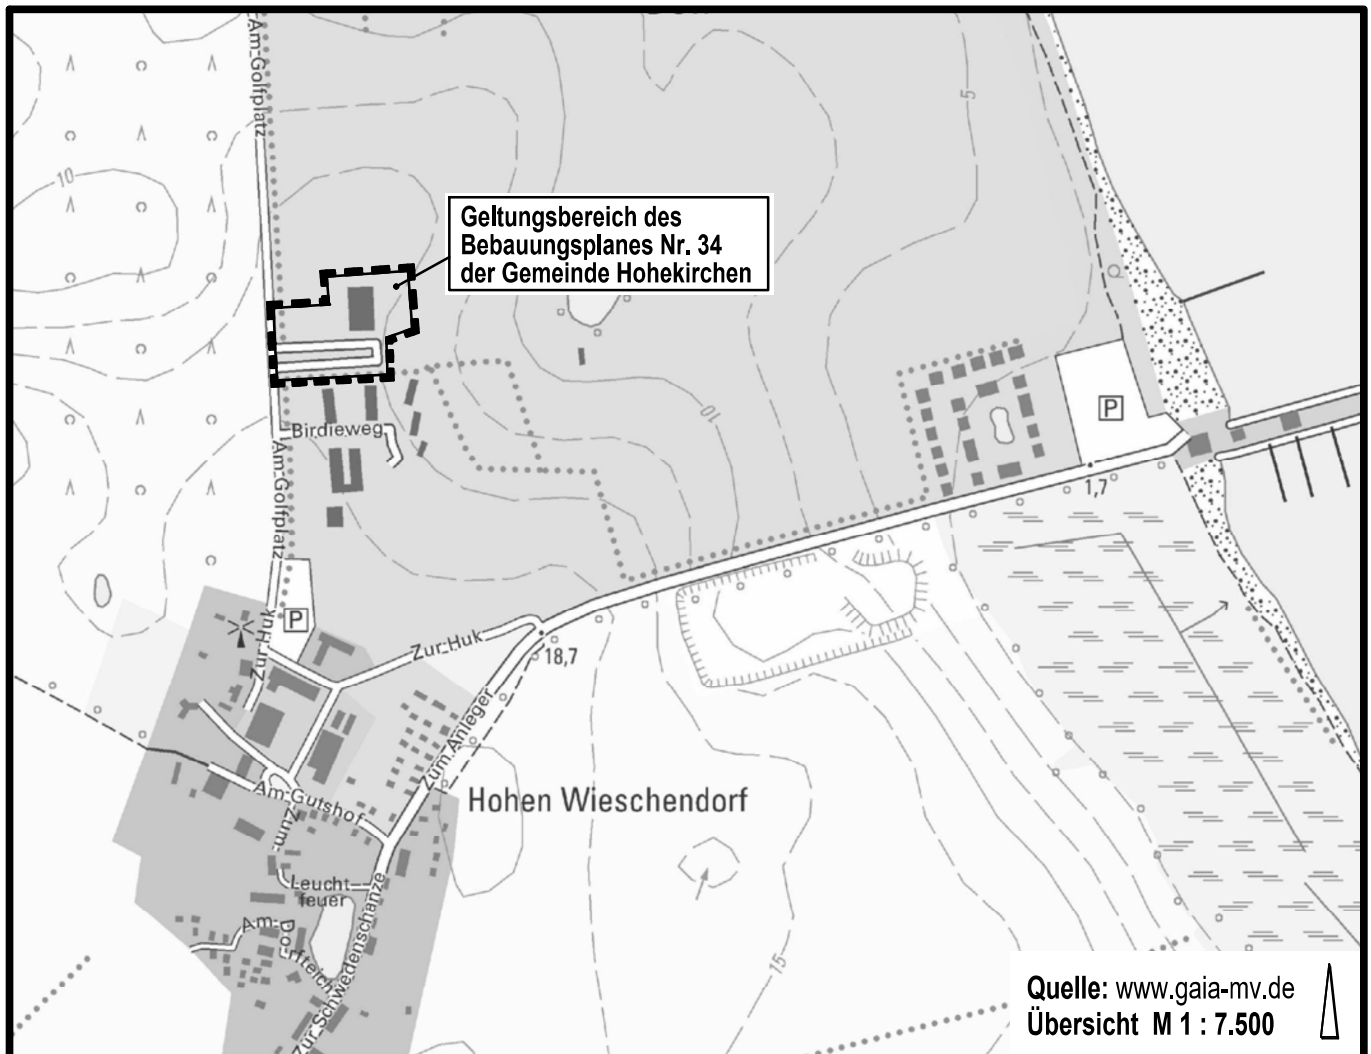 Am-Golfplatz
5
10
Geltungsbereich des
Bebauungsplanes Nr. 34
der Gemeinde Hohekirchen
10
P
Birdieweg
Am-Golfplatz
1,7
P
Zur Huk
Zur Huk
18,7
Zum Anleger
Hohen Wieschendorf
Am-Gutshof
Zum
Leucht-
feuer
Am-Dorfteich
Zur Schwedenschanze
15
Quelle: www.gaia-mv.de
Übersicht M 1 : 7.500